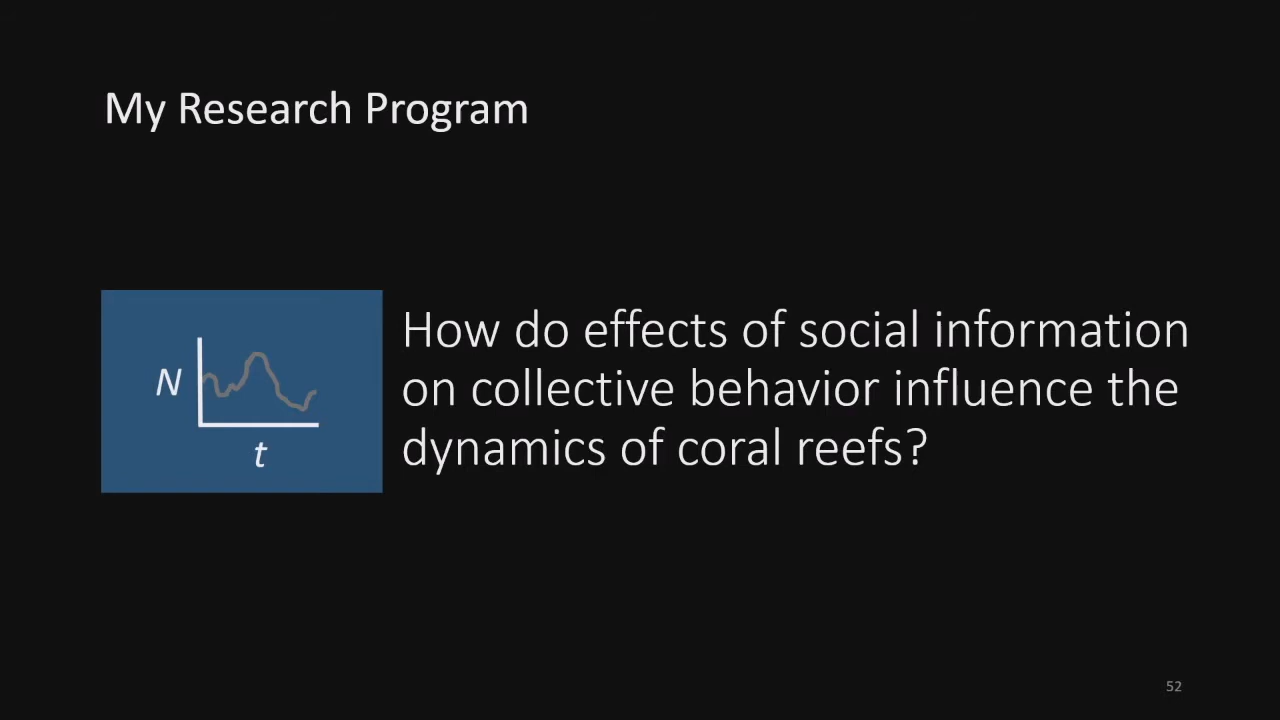 My Research Program
How do effects of social information
on collective behavior influence the
dynamics of coral reefs?
N
t
52